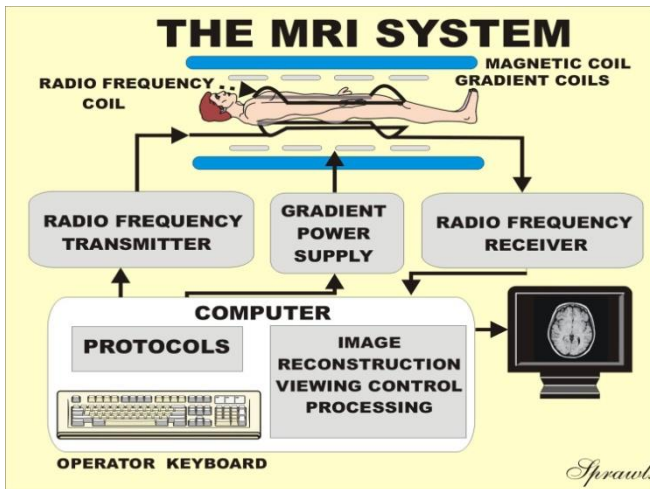 THE MRI SYSTEM
MAGNETIC COIL
RADIO FREQUENCY
COIL
GRADIENT COILS
RADIO FREQUENCY
TRANSMITTER
GRADIENT
POWER
SUPPLY
RADIO FREQUENCY
RECEIVER
COMPUTER
PROTOCOLS
IMAGE
RECONSTRUCTION
VIEWING CONTROL
PROCESSING
OPERATOR KEYBOARD
Sprawls